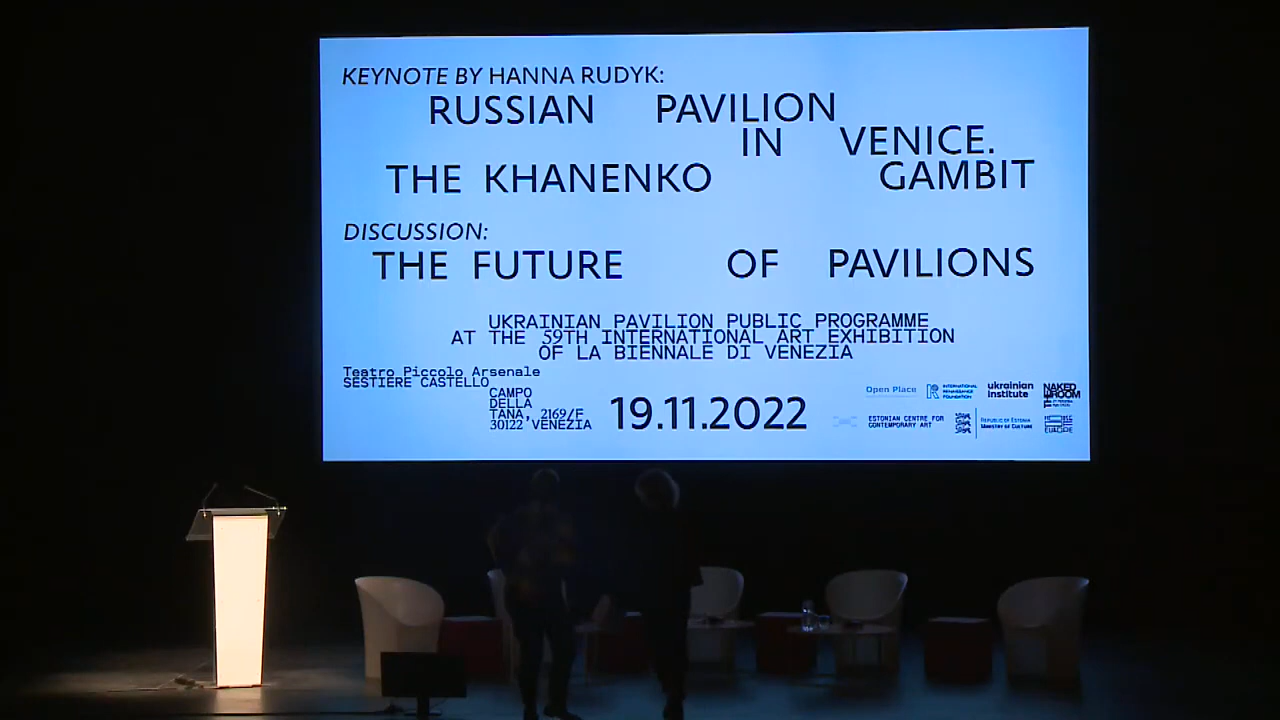 KEYNOTE BY HANNA RUDYK:
RUSSIAN PAVILION
IN VENICE.
THE KHANENKO GAMBIT
DISCUSSION:
THE FUTURE OF PAVILIONS
UKRAINIAN PAVILION PUBLIC PROGRAMME
AT THE 59TH INTERNATIONAL ART EXHIBITION
OF LA BIENNALE DI VENEZIA
Teatro Piccolo Arsenale
SESTIERE CASTELLO
CAMPO
DELLA
TANA, 2169/F
30122 VENEZIA
19.11.2022
Open Place
INTERNATIONAL
RENAISSANCE
FOUNDATION
ukrainian
institute
NAKED
ROOM
ESTONIAN CENTRE FOR
CONTEMPORARY ART
REPUBLIC OF ESTONIA
MINISTRY OF CULTURE